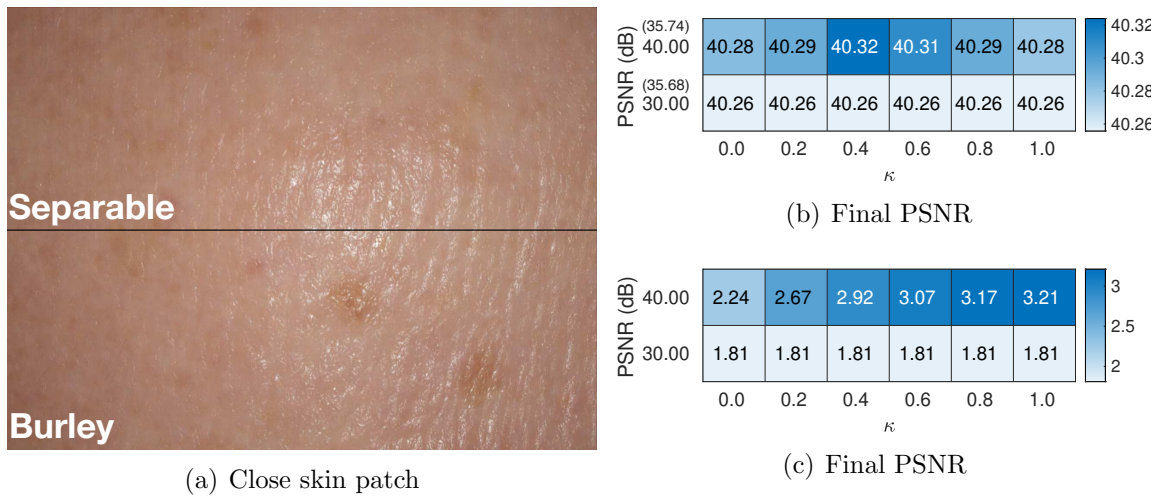 Separable
Burley
(a) Close skin patch
PSNR (dB)
(35.74)
40.00
40.28 40.29 40.32 40.31 40.29 40.28
(35.68)
30.00
40.26 40.26 40.26 40.26 40.26 40.26
0.0 0.2 0.4 0.6 0.8 1.0
κ
40.32
40.3
40.28
40.26
(b) Final PSNR
PSNR (dB)
40.00
2.24 2.67 2.92 3.07 3.17 3.21
30.00
1.81 1.81 1.81 1.81 1.81 1.81
0.0 0.2 0.4 0.6 0.8 1.0
κ
3
2.5
2
(c) Final PSNR